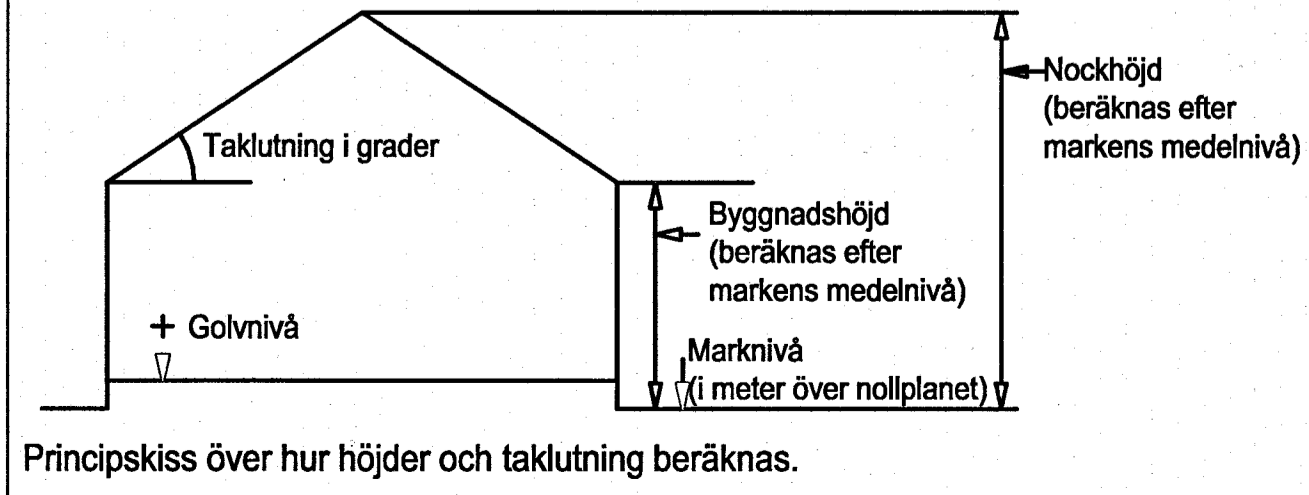 Nockhöjd
(beräknas efter
markens medelnivå)
Taklutning i grader
Byggnadshöjd
(beräknas efter
markens medelnivå)
+ Golvnivå
Marknivå
(i meter över nollplanet)
Principskiss över hur höjder och taklutning beräknas.